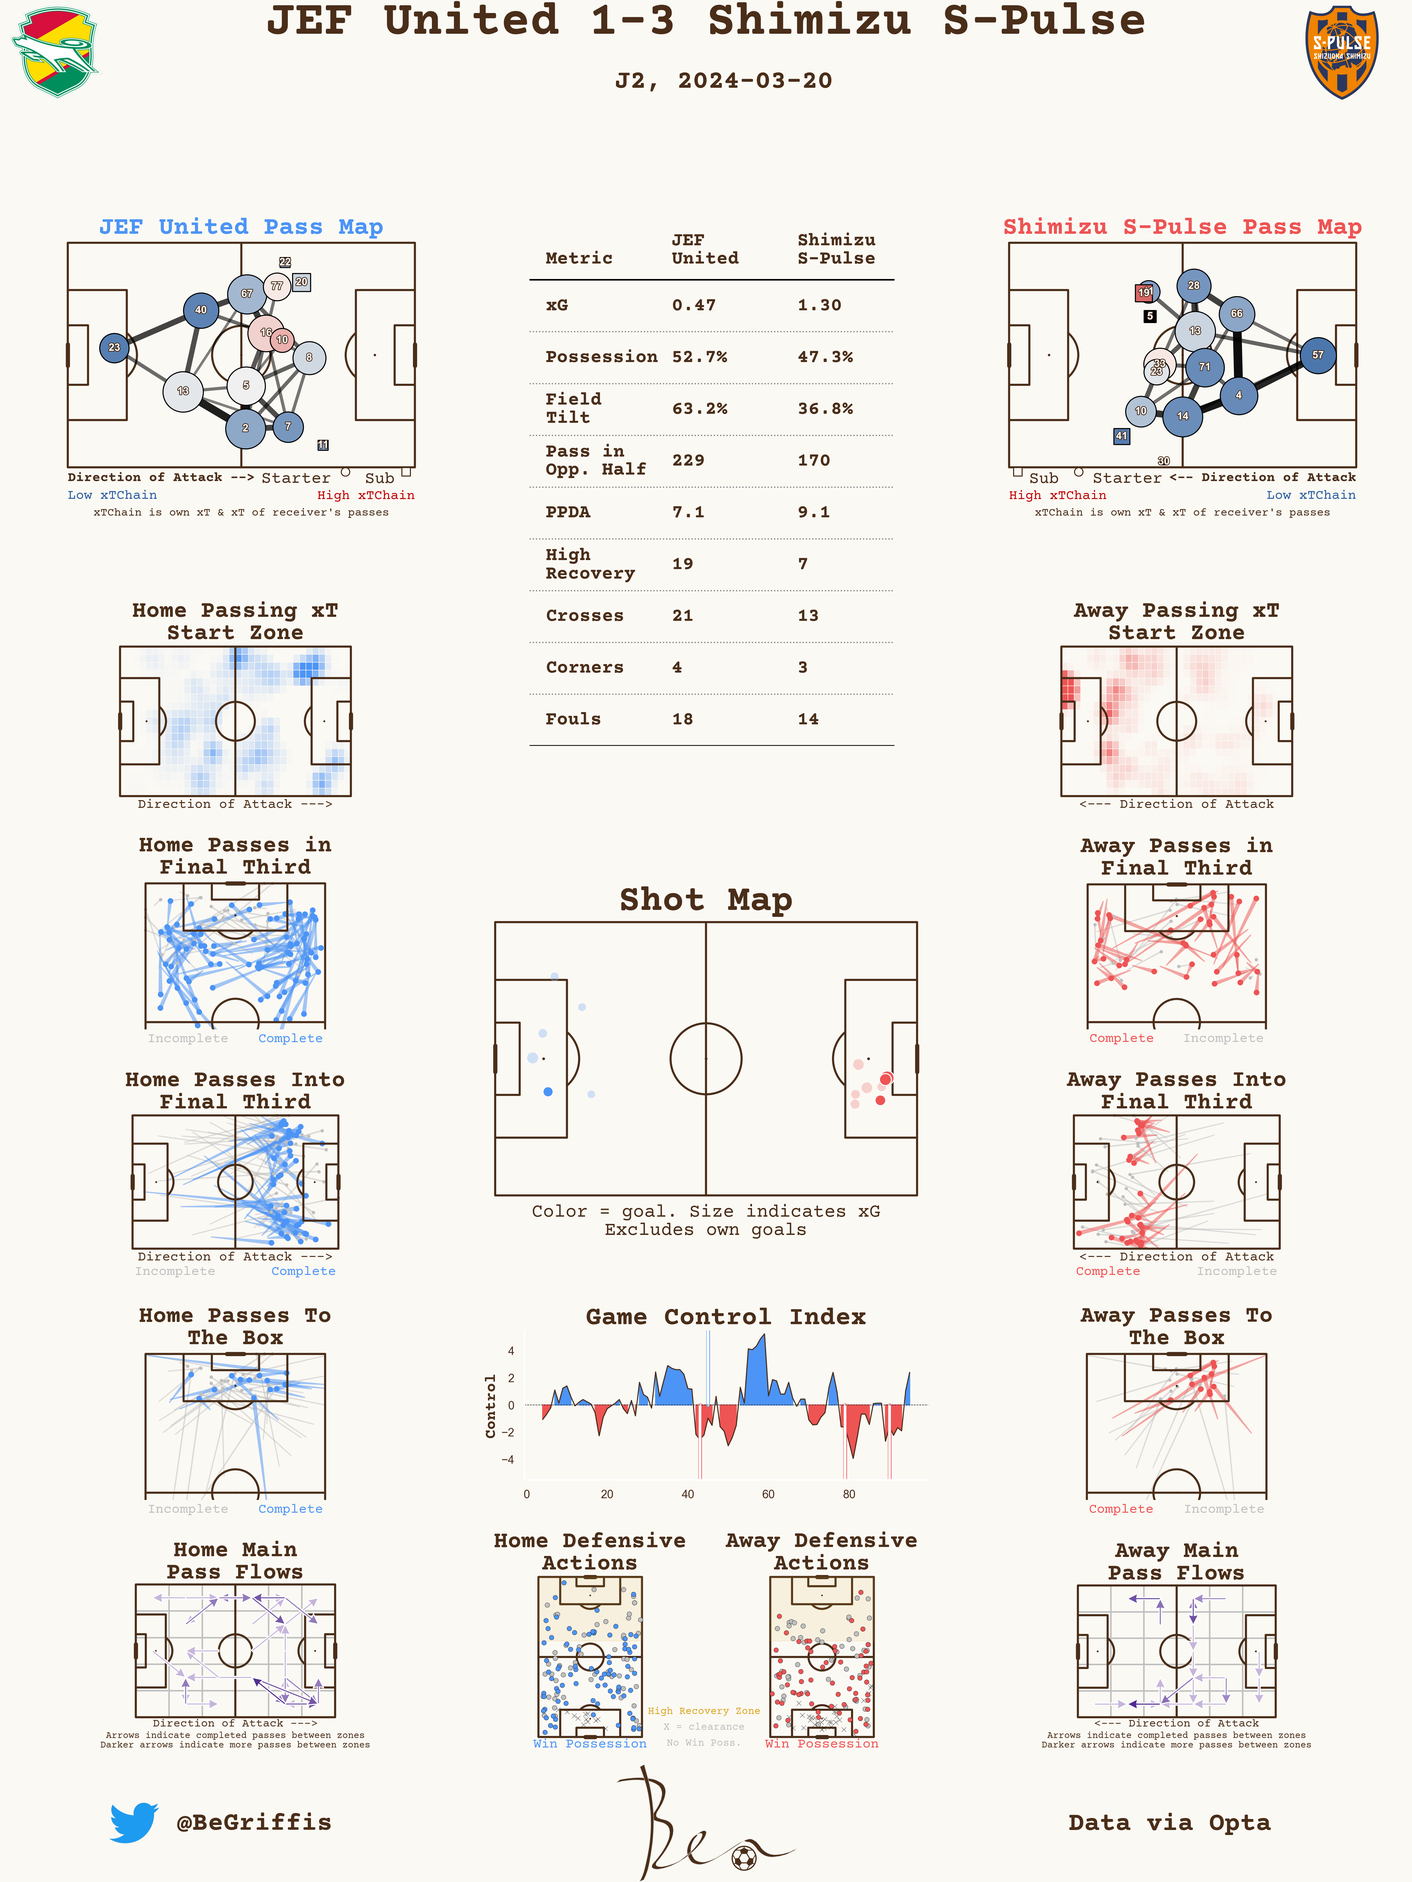 JEF United 1-3 Shimizu S-Pulse
J2, 2024-03-20
S-PULSE
SHIZUOKA SHIMIZU
JEF United Pass Map
22
77
20
67
40
16
10
23
8
13
5
2
7
11
Direction of Attack --> Starter Sub
Low xTChain High xTChain
xTChain is own xT & xT of receiver's passes
Metric JEF United Shimizu S-Pulse
xG 0.47 1.30
Possession 52.7% 47.3%
Field Tilt 63.2% 36.8%
Pass in Opp. Half 229 170
PPDA 7.1 9.1
High Recovery 19 7
Crosses 21 13
Corners 4 3
Fouls 18 14
Shimizu S-Pulse Pass Map
28
19
5
66
13
57
33
23
71
4
10
14
41
30
Sub Starter <-- Direction of Attack
High xTChain Low xTChain
xTChain is own xT & xT of receiver's passes
Home Passing xT
Start Zone
Direction of Attack --->
Away Passing xT
Start Zone
<--- Direction of Attack
Home Passes in
Final Third
Incomplete Complete
Away Passes in
Final Third
Complete Incomplete
Shot Map
Color = goal. Size indicates xG
Excludes own goals
Home Passes Into
Final Third
Direction of Attack --->
Incomplete Complete
Away Passes Into
Final Third
<--- Direction of Attack
Complete Incomplete
Home Passes To
The Box
Incomplete Complete
Game Control Index
Control
4
2
0
−2
−4
0 20 40 60 80
Away Passes To
The Box
Complete Incomplete
Home Main
Pass Flows
Direction of Attack --->
Arrows indicate completed passes between zones
Darker arrows indicate more passes between zones
Home Defensive
Actions
Win Possession
Away Defensive
Actions
Win Possession
High Recovery Zone
X = clearance
No Win Poss.
Away Main
Pass Flows
<--- Direction of Attack
Arrows indicate completed passes between zones
Darker arrows indicate more passes between zones
@BeGriffis
Ben
Data via Opta